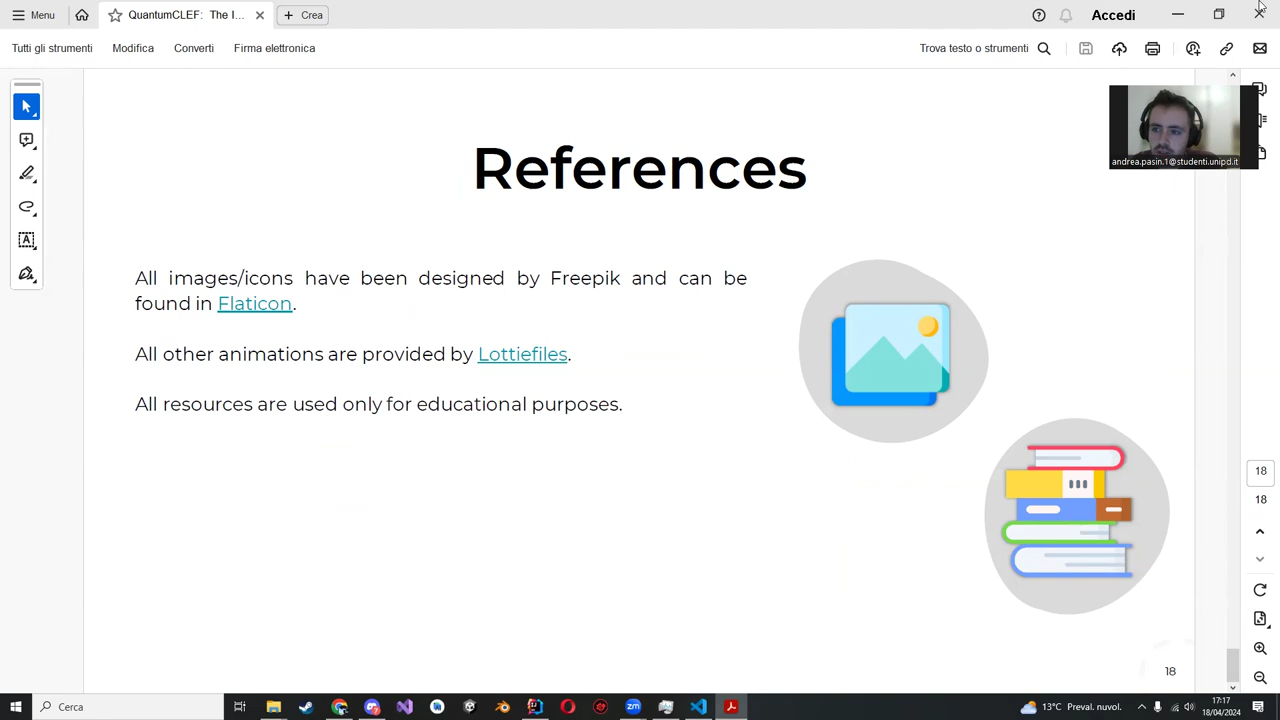 Menu
QuantumCLEF: The I...
Crea
Accedi
Tutti gli strumenti
Modifica
Converti
Firma elettronica
Trova testo o strumenti
andrea.pasin.1@studenti.unipd.it
References
All images/icons have been designed by Freepik and can be
found in Flaticon.
All other animations are provided by Lottiefiles.
All resources are used only for educational purposes.
18
18
18
Cerca
13°C Preval. nuvol.
17:17
18/04/2024